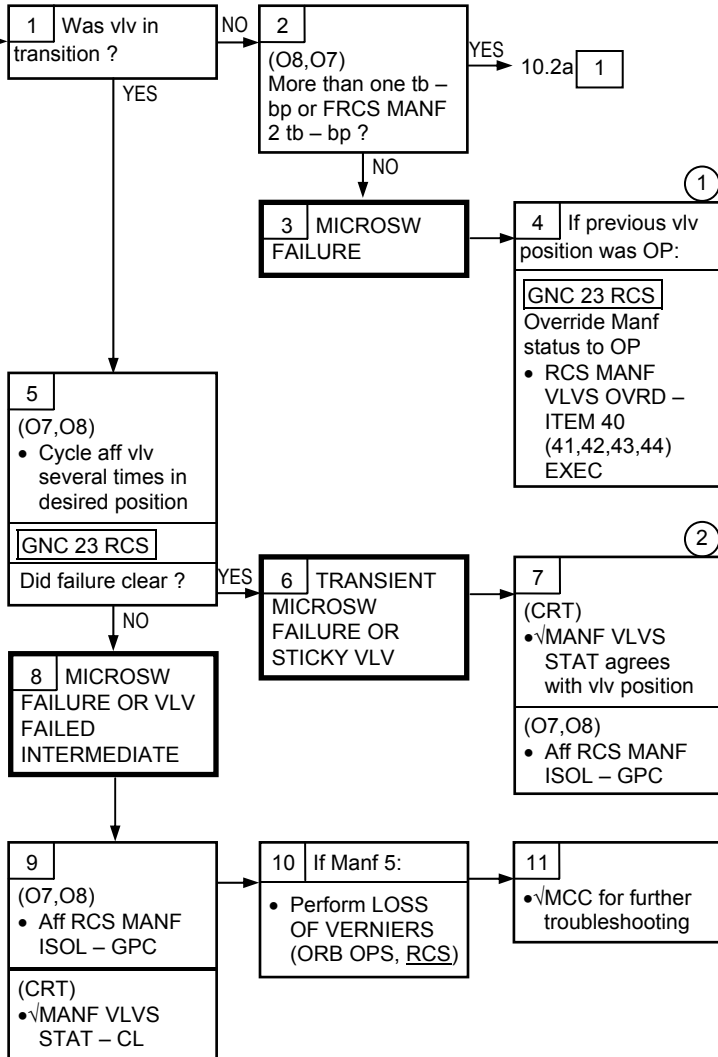 1 Was vlv in
transition ?
NO
YES
2
(O8,O7)
More than one tb –
bp or FRCS MANF
2 tb – bp ?
YES
10.2a 1
NO
3 MICROSW
FAILURE
1
4 If previous vlv
position was OP:
GNC 23 RCS
Override Manf
status to OP
• RCS MANF
VLVS OVRD –
ITEM 40
(41,42,43,44)
EXEC
5
(O7,O8)
• Cycle aff vlv
several times in
desired position
GNC 23 RCS
Did failure clear ?
YES
NO
6 TRANSIENT
MICROSW
FAILURE OR
STICKY VLV
2
7
(CRT)
•√MANF VLVS
STAT agrees
with vlv position
(O7,O8)
• Aff RCS MANF
ISOL – GPC
8 MICROSW
FAILURE OR VLV
FAILED
INTERMEDIATE
9
(O7,O8)
• Aff RCS MANF
ISOL – GPC
(CRT)
•√MANF VLVS
STAT – CL
10 If Manf 5:
• Perform LOSS
OF VERNIERS
(ORB OPS, RCS)
11
•√MCC for further
troubleshooting